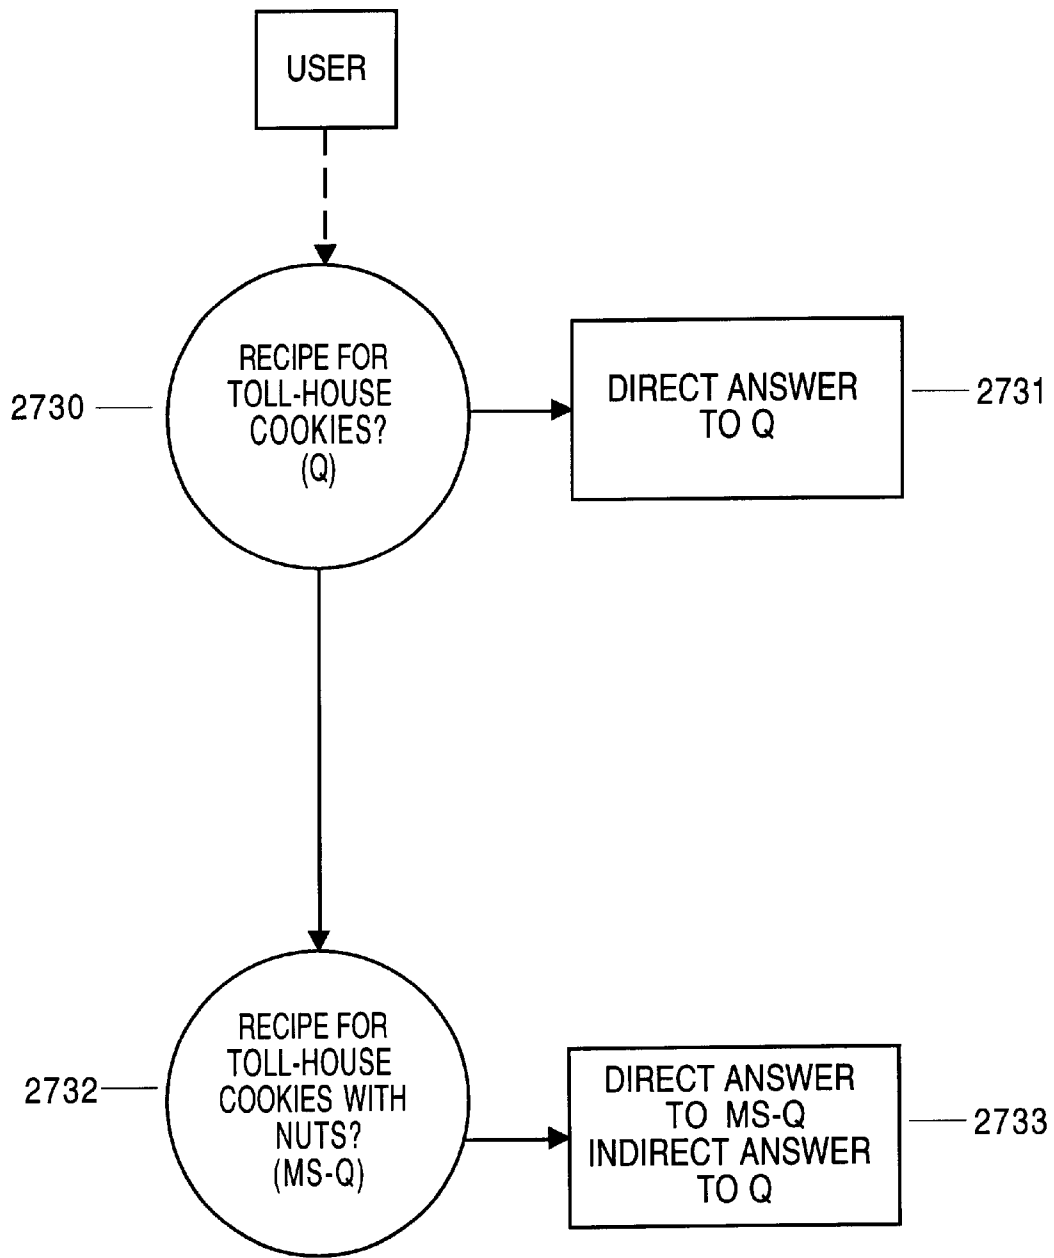 USER
RECIPE FOR
TOLL-HOUSE
COOKIES?
(Q)
2730
DIRECT ANSWER
TO Q
2731
RECIPE FOR
TOLL-HOUSE
COOKIES WITH
NUTS?
(MS-Q)
2732
DIRECT ANSWER
TO MS-Q
INDIRECT ANSWER
TO Q
2733